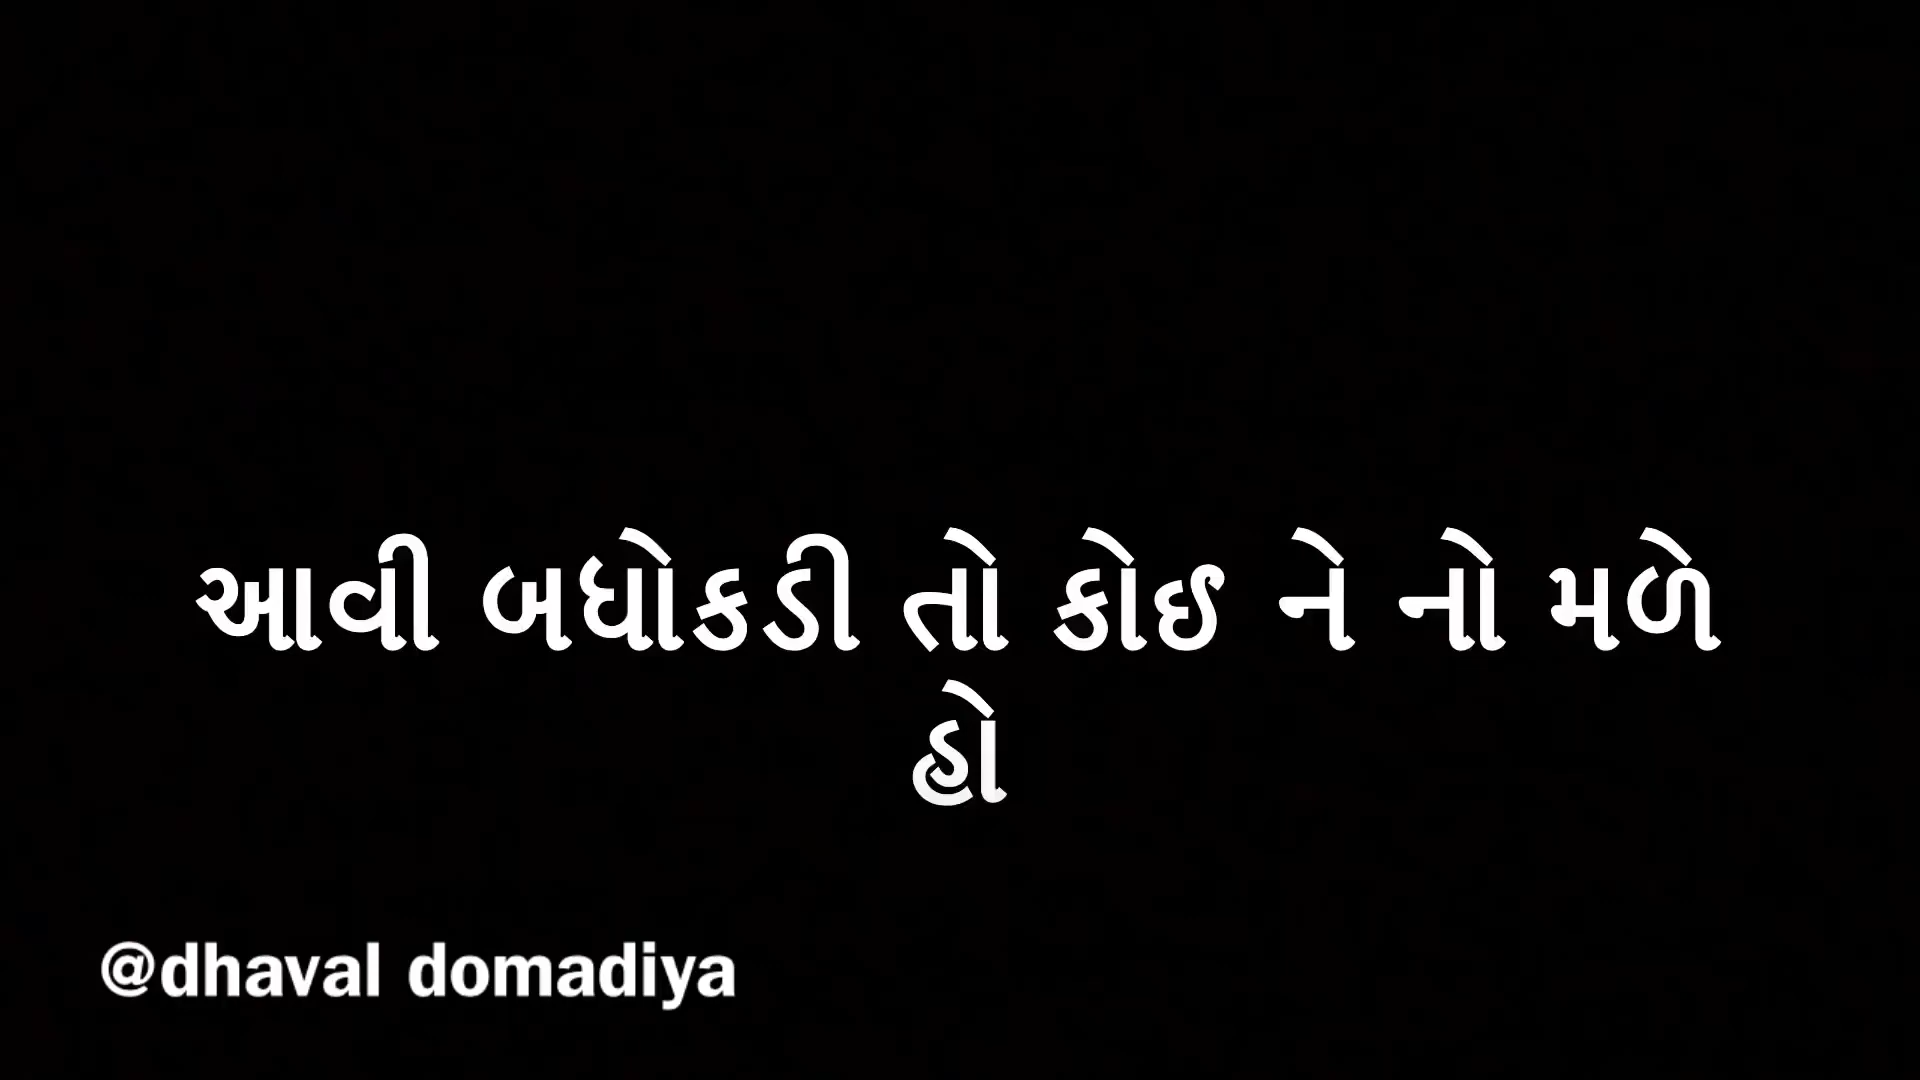 આવી બધોકડી તો કોઈ ને નો મળે
હો
@dhaval domadiya